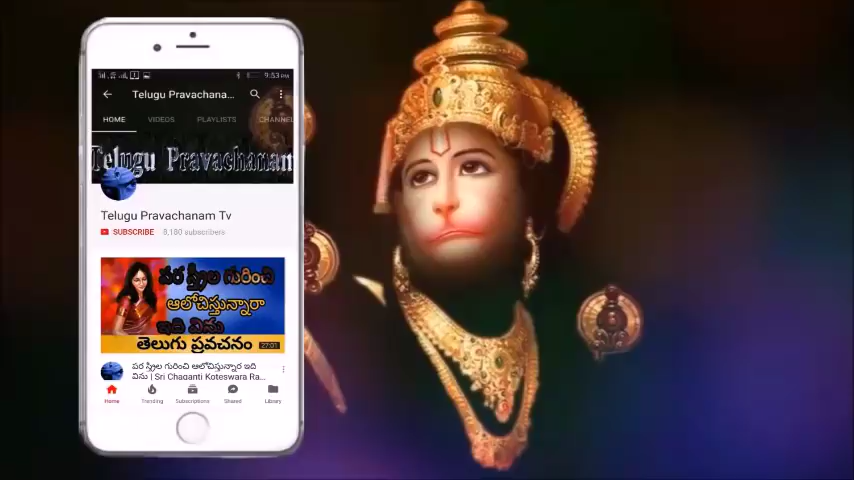 9:53 PM
Telugu Pravachana...
HOME VIDEOS PLAYLISTS CHANNEL
Telugu Pravachanam
Telugu Pravachanam Tv
SUBSCRIBE 8,180 subscribers
పర స్త్రీల గురించి
ఆలోచిస్తున్నారా
ఇది విను
తెలుగు ప్రవచనం 27:01
పర స్త్రీల గురించి ఆలోచిస్తున్నార ఇది
విను | Sri Chaganti Koteswara Ra...
Home Trending Subscriptions Shared Library